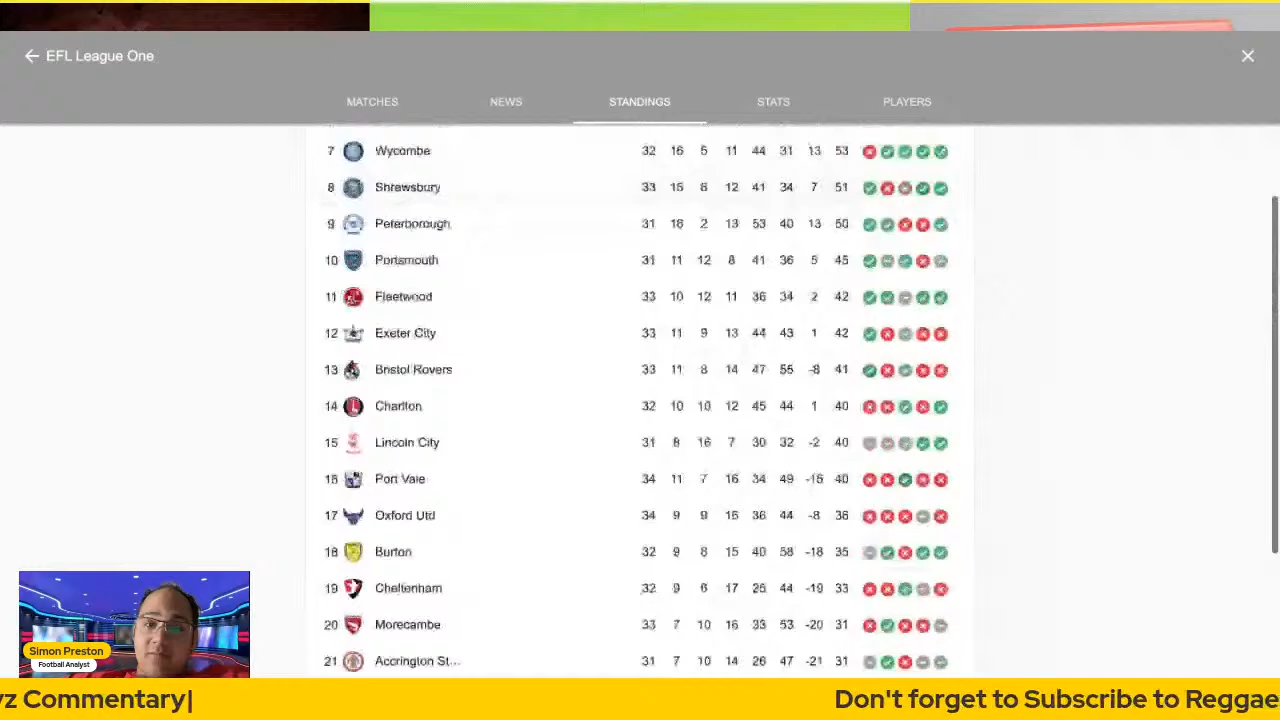 EFL League One
MATCHES NEWS STANDINGS STATS PLAYERS
7 Wycombe 32 16 5 11 44 31 13 53
8 Shrewsbury 33 15 6 12 41 34 7 51
9 Peterborough 31 16 2 13 53 40 13 50
10 Portsmouth 31 11 12 8 41 36 5 45
11 Fleetwood 33 10 12 11 36 34 2 42
12 Exeter City 33 11 9 13 44 43 1 42
13 Bristol Rovers 33 11 8 14 47 55 -8 41
14 Charlton 32 10 10 12 45 44 1 40
15 Lincoln City 31 8 16 7 30 32 -2 40
16 Port Vale 34 11 7 16 34 49 -15 40
17 Oxford Utd 34 9 9 16 36 44 -8 36
18 Burton 32 9 8 15 40 58 -18 35
19 Cheltenham 32 9 6 17 25 44 -19 33
20 Morecambe 33 7 10 16 33 53 -20 31
21 Accrington St... 31 7 10 14 26 47 -21 31
Simon Preston
Football Analyst
yz Commentary| Don't forget to Subscribe to Reggae